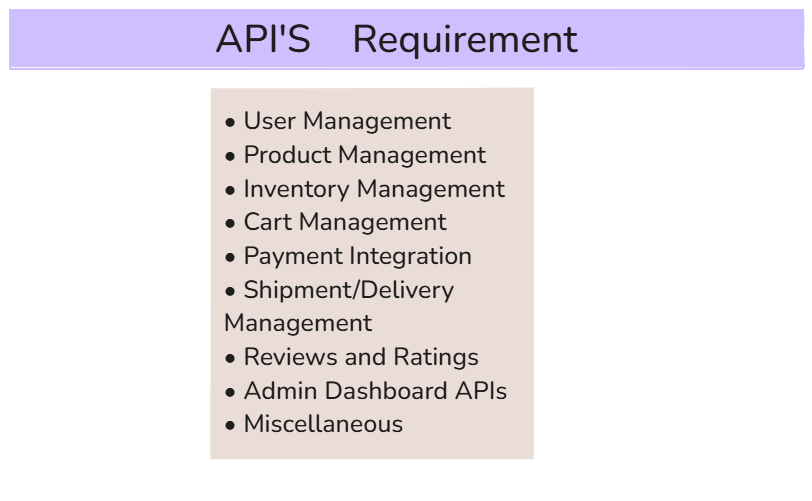 API'S Requirement
• User Management
• Product Management
• Inventory Management
• Cart Management
• Payment Integration
• Shipment/Delivery
Management
• Reviews and Ratings
• Admin Dashboard APIs
• Miscellaneous